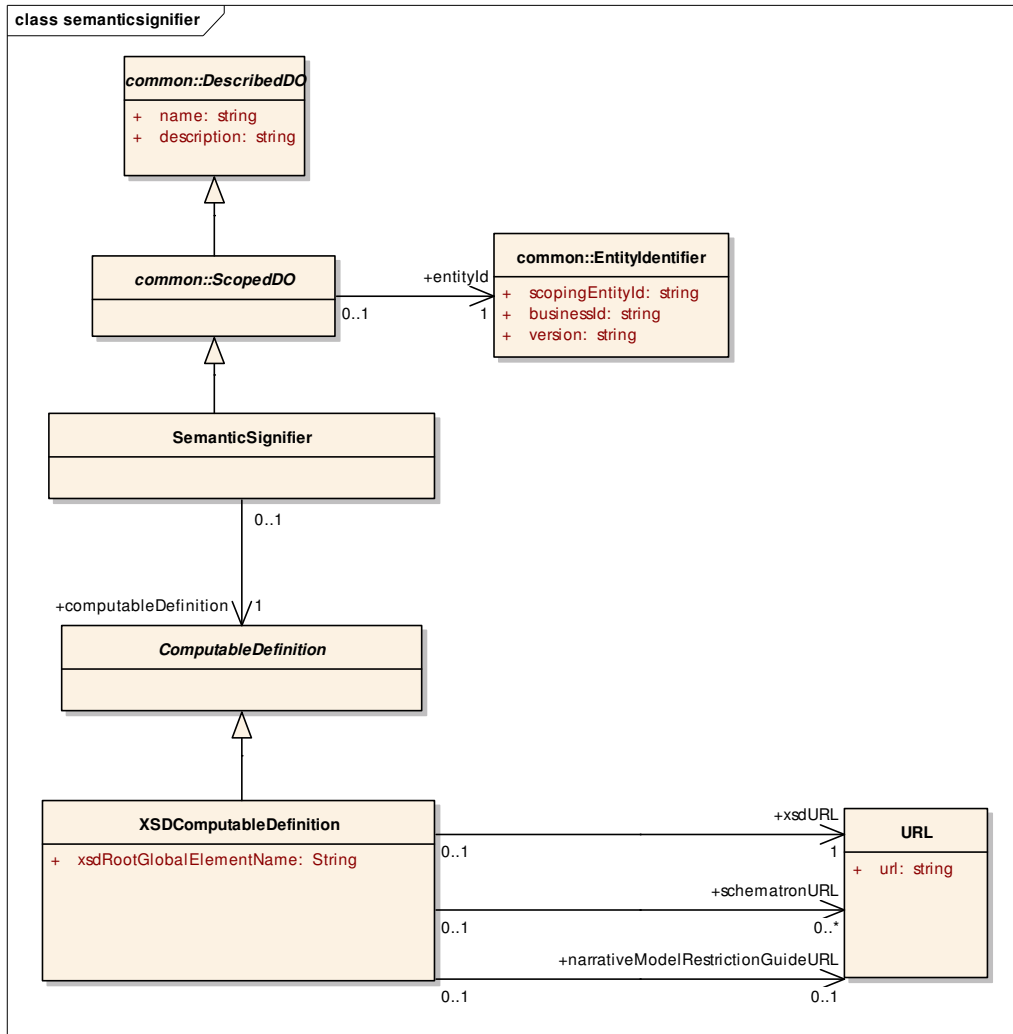 class semanticsignifier
common::DescribedDO
+ name: string
+ description: string
common::ScopedDO
+entityId
0..1
1
common::EntityIdentifier
+ scopingEntityId: string
+ businessId: string
+ version: string
SemanticSignifier
0..1
+computableDefinition
1
ComputableDefinition
XSDComputableDefinition
+ xsdRootGlobalElementName: String
+xsdURL
0..1
1
+schematronURL
0..1
0..*
+narrativeModelRestrictionGuideURL
0..1
0..1
URL
+ url: string